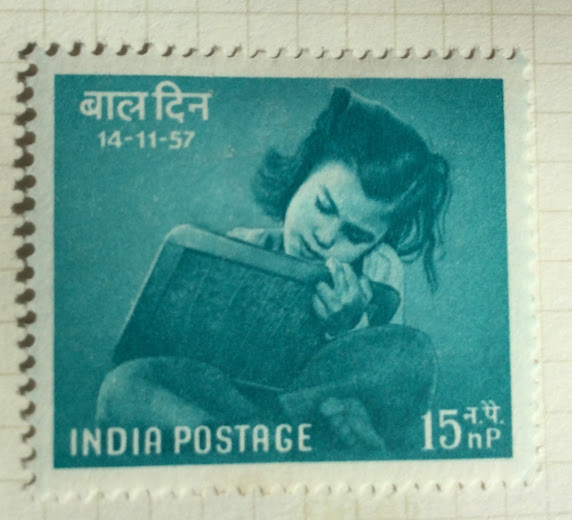 बाल दिन
14-11-57
INDIA POSTAGE
15 न.पे.
nP